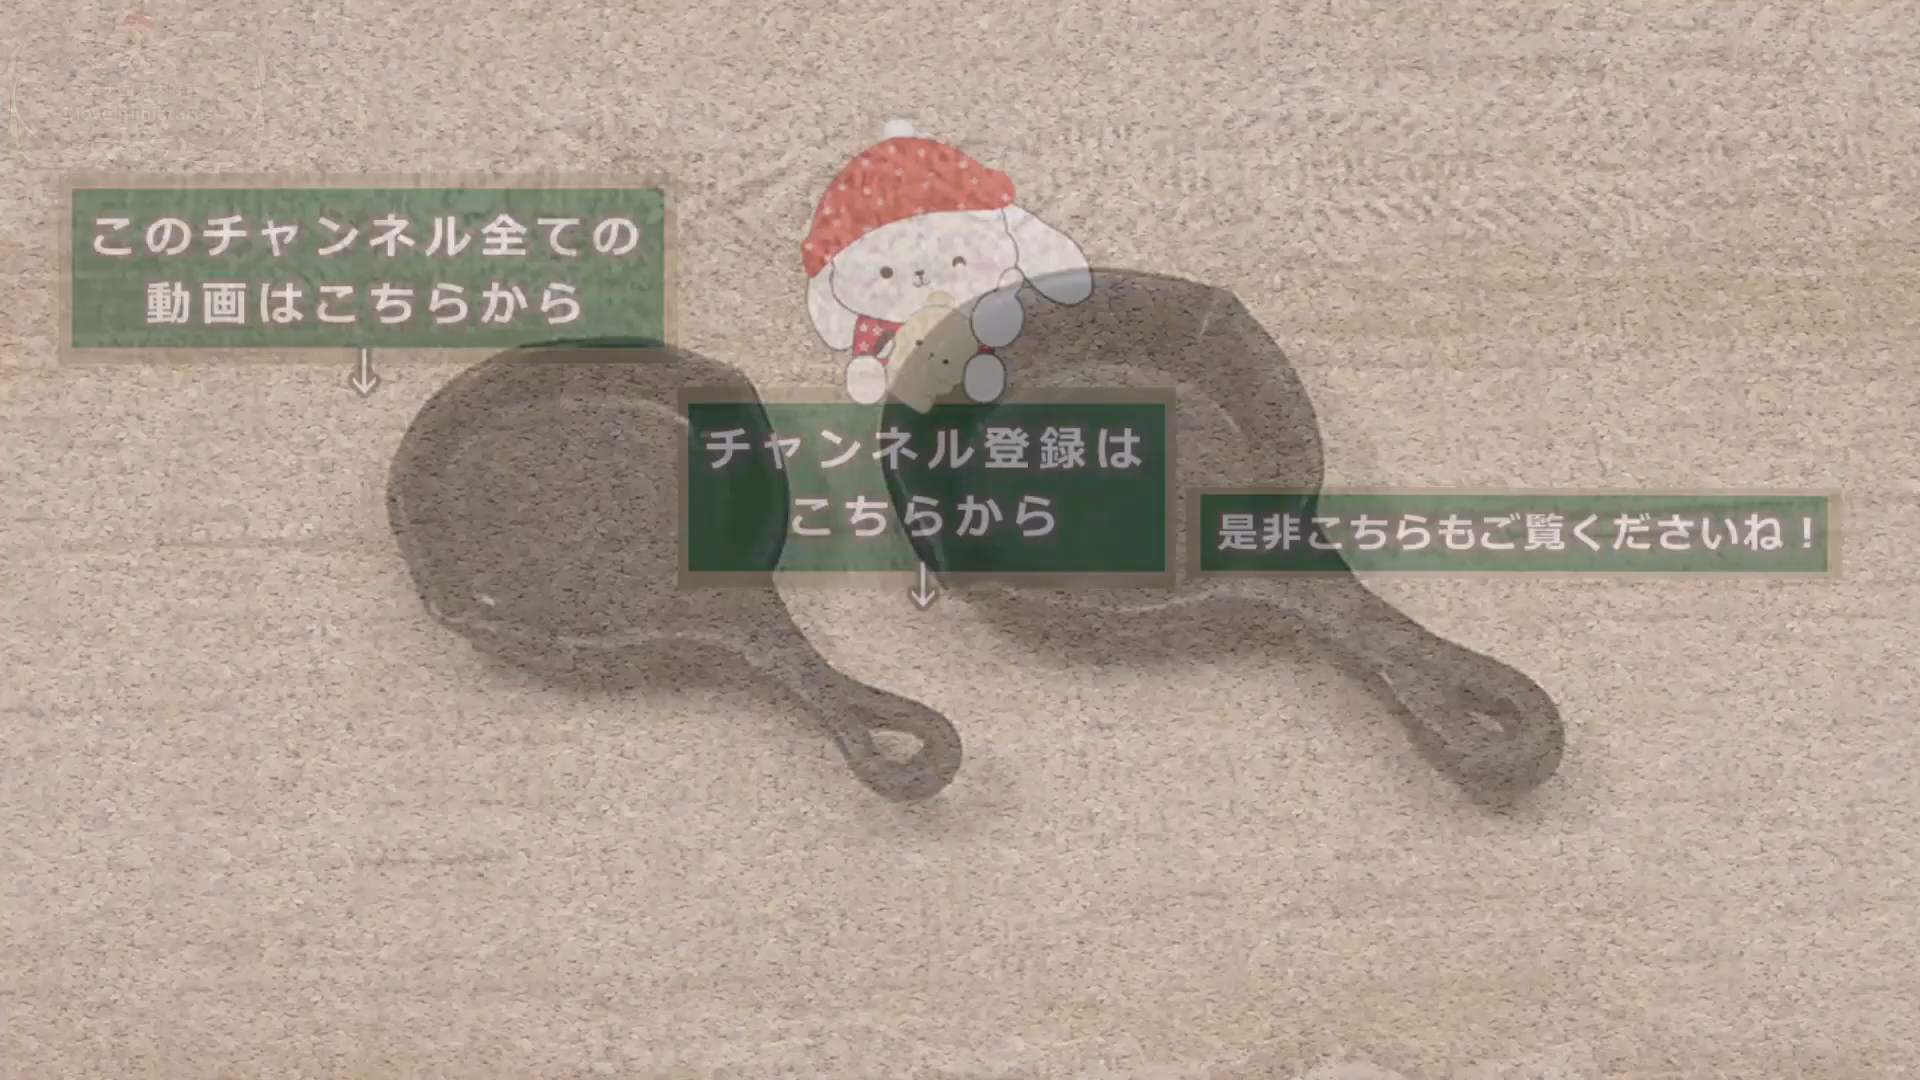 このチャンネル全ての
動画はこちらから
チャンネル登録は
こちらから
是非こちらもご覧くださいね！